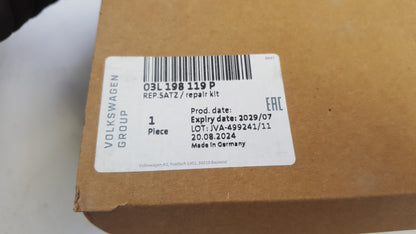 VOLKSWAGEN
GROUP
03L 198 119 P
REP.SATZ / repair kit
1
Piece
Prod. date:
Expiry date: 2029/07
LOT: JVA-499241/11
20.08.2024
Made in Germany
EAC